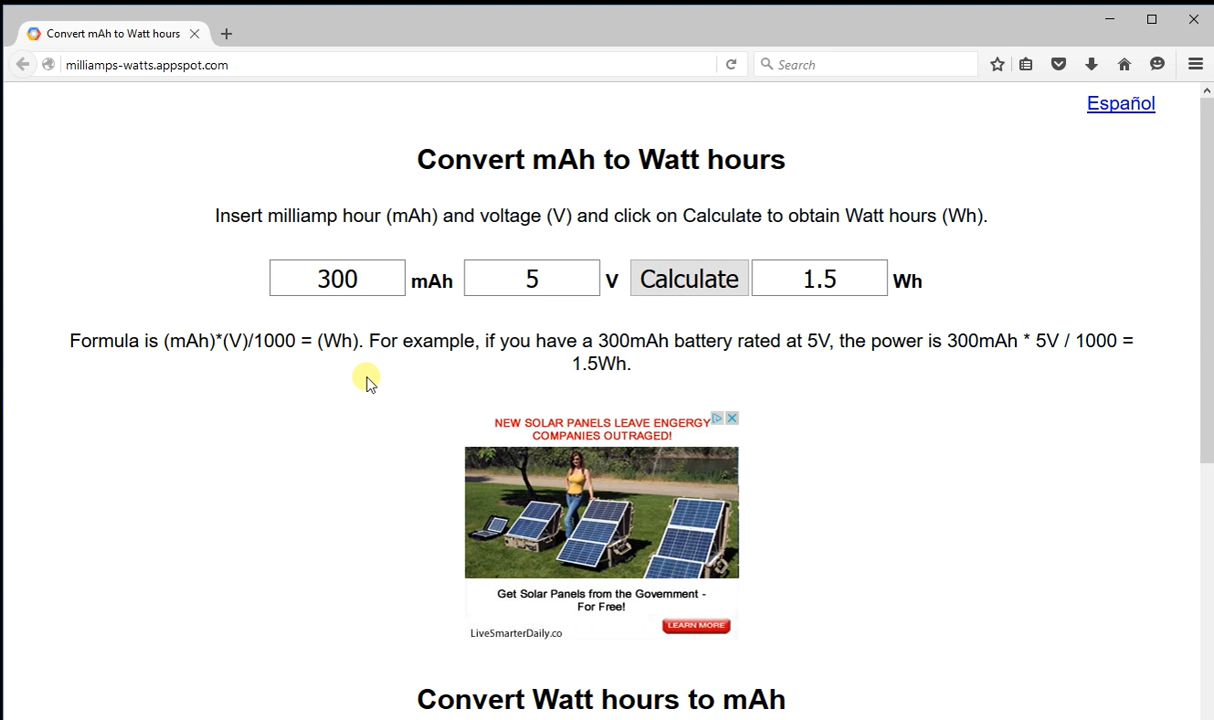 Convert mAh to Watt hours
milliamps-watts.appspot.com
Search
Español
Convert mAh to Watt hours
Insert milliamp hour (mAh) and voltage (V) and click on Calculate to obtain Watt hours (Wh).
300 mAh 5 V Calculate 1.5 Wh
Formula is (mAh)*(V)/1000 = (Wh). For example, if you have a 300mAh battery rated at 5V, the power is 300mAh * 5V / 1000 =
1.5Wh.
NEW SOLAR PANELS LEAVE ENGERGY
COMPANIES OUTRAGED!
Get Solar Panels from the Government -
For Free!
LiveSmarterDaily.co
LEARN MORE
Convert Watt hours to mAh